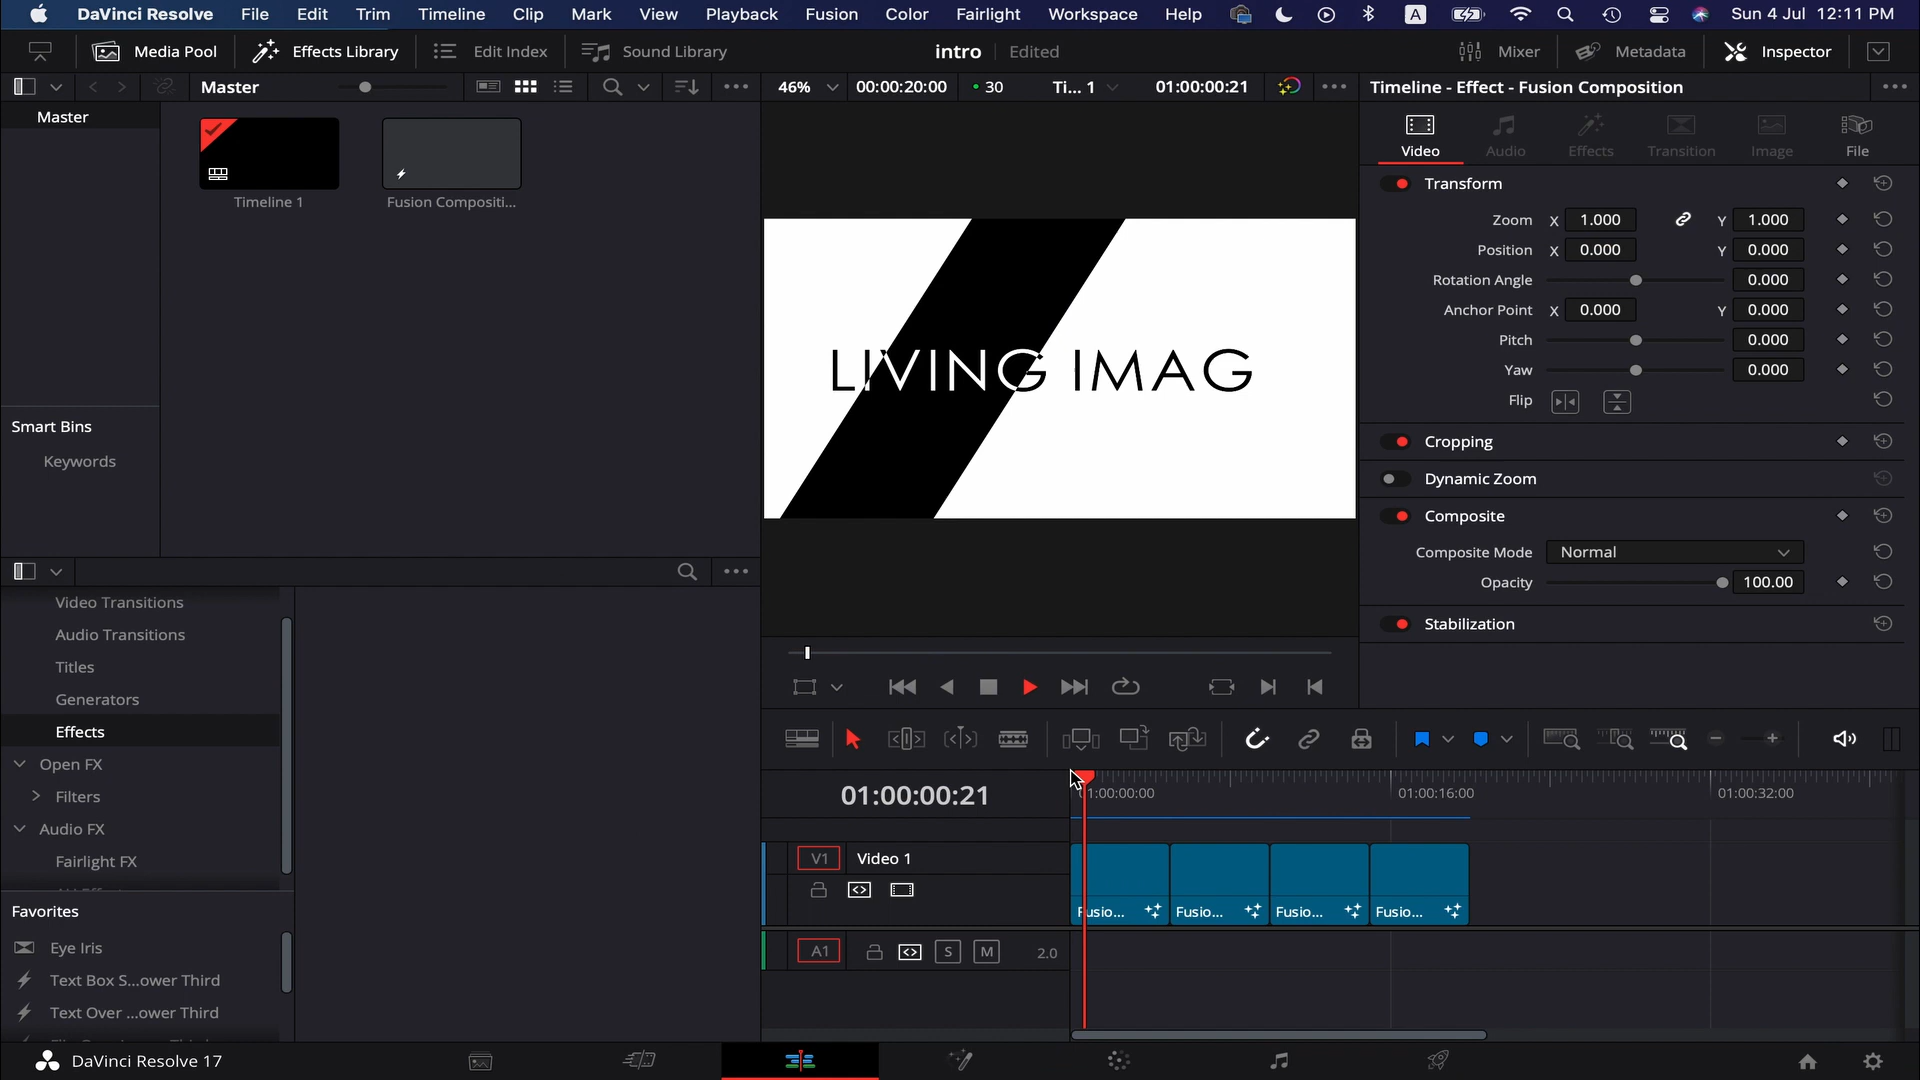 DaVinci Resolve File Edit Trim Timeline Clip Mark View Playback Fusion Color Fairlight Workspace Help A Sun 4 Jul 12:11 PM
Media Pool Effects Library Edit Index Sound Library intro Edited Mixer Metadata Inspector
Master 46% 00:00:20:00 30 Ti... 1 01:00:00:21 Timeline - Effect - Fusion Composition
Master
Timeline 1 Fusion Compositi...
Smart Bins
Keywords
LIVING IMAG
Video Audio Effects Transition Image File
Transform
Zoom X 1.000 Y 1.000
Position X 0.000 Y 0.000
Rotation Angle 0.000
Anchor Point X 0.000 Y 0.000
Pitch 0.000
Yaw 0.000
Flip
Cropping
Dynamic Zoom
Composite
Composite Mode Normal
Opacity 100.00
Stabilization
Video Transitions
Audio Transitions
Titles
Generators
Effects
Open FX
Filters
Audio FX
Fairlight FX
Favorites
Eye Iris
Text Box S...ower Third
Text Over ...ower Third
01:00:00:21 01:00:00:00 01:00:16:00 01:00:32:00
V1 Video 1
Fusio... Fusio... Fusio... Fusio...
A1 S M 2.0
DaVinci Resolve 17